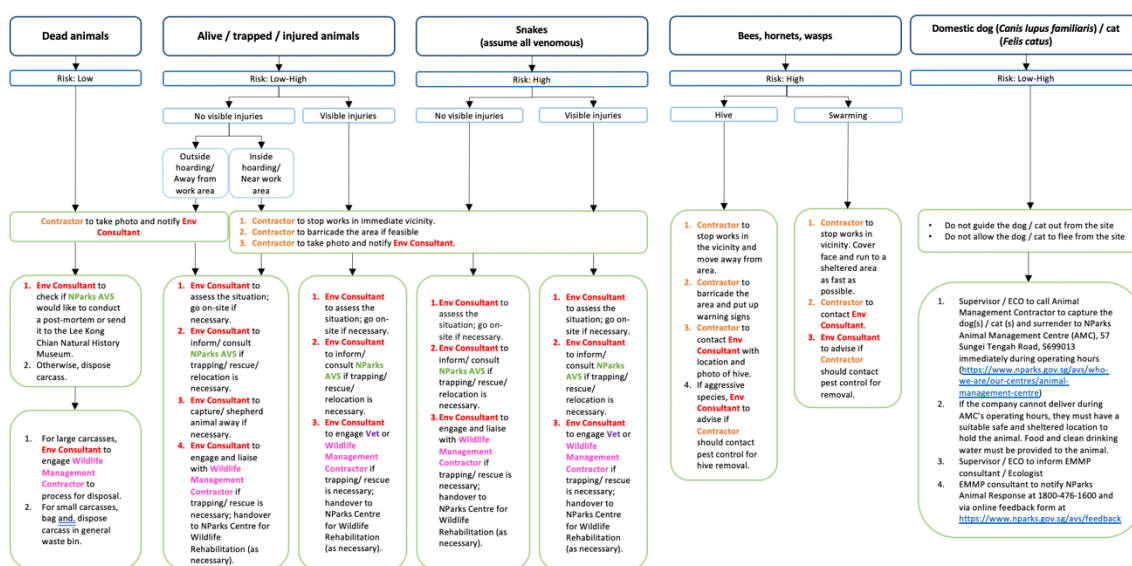 Dead animals
Risk: Low
Alive / trapped / injured animals
Risk: Low-High
No visible injuries
Visible injuries
Outside
hoarding/
Away from
work area
Inside
hoarding/
Near work
area
Snakes
(assume all venomous)
Risk: High
No visible injuries
Visible injuries
Bees, hornets, wasps
Risk: High
Hive
Swarming
Domestic dog (Canis lupus familiaris) / cat
(Felis catus)
Risk: Low-High
Contractor to take photo and notify Env
Consultant
1. Contractor to stop works in immediate vicinity.
2. Contractor to barricade the area if feasible
3. Contractor to take photo and notify Env Consultant.
1. Env Consultant to
check if NParks AVS
would like to conduct
a post-mortem or send
it to the Lee Kong
Chian Natural History
Museum.
2. Otherwise, dispose
carcass.
1. For large carcasses,
Env Consultant to
engage Wildlife
Management
Contractor to
process for disposal.
2. For small carcasses,
bag and, dispose
carcass in general
waste bin.
1. Env Consultant to
assess the situation;
go on-site if
necessary.
2. Env Consultant to
inform/ consult
NParks AVS if
trapping/ rescue/
relocation is
necessary.
3. Env Consultant to
capture/ shepherd
animal away if
necessary.
4. Env Consultant to
engage and liaise
with Wildlife
Management
Contractor if
trapping/ rescue is
necessary; handover
to NParks Centre for
Wildlife
Rehabilitation (as
necessary).
1. Env Consultant
to assess the
situation; go on-
site if necessary.
2. Env Consultant
to inform/
consult NParks
AVS if trapping/
rescue/
relocation is
necessary.
3. Env Consultant
to engage Vet or
Wildlife
Management
Contractor if
trapping/ rescue
is necessary;
handover to
NParks Centre
for Wildlife
Rehabilitation
(as necessary).
1. Env Consultant to
assess the
situation; go on-site
if necessary.
2. Env Consultant to
inform/ consult
NParks AVS if
trapping/ rescue/
relocation is
necessary.
3. Env Consultant to
engage and liaise
with Wildlife
Management
Contractor if
trapping/ rescue is
necessary;
handover to
NParks Centre for
Wildlife
Rehabilitation (as
necessary).
1. Env Consultant
to assess the
situation; go on-
site if necessary.
2. Env Consultant
to inform/
consult NParks
AVS if trapping/
rescue/
relocation is
necessary.
3. Env Consultant
to engage Vet or
Wildlife
Management
Contractor if
trapping/ rescue
is necessary;
handover to
NParks Centre
for Wildlife
Rehabilitation
(as necessary).
1. Contractor to
stop works in
the vicinity and
move away from
area.
2. Contractor to
barricade the
area and put up
warning signs
3. Contractor to
contact Env
Consultant with
location and
photo of hive.
4. If aggressive
species, Env
Consultant to
advise if
Contractor
should contact
pest control for
hive removal.
1. Contractor to
stop works in
vicinity. Cover
face and run to a
sheltered area
as fast as
possible.
2. Contractor to
contact Env
Consultant.
3. Env Consultant
to advise if
Contractor
should contact
pest control for
removal.
• Do not guide the dog / cat out from the site
• Do not allow the dog / cat to flee from the site
1. Supervisor / ECO to call Animal
Management Contractor to capture the
dog(s) / cat (s) and surrender to NParks
Animal Management Centre (AMC), 57
Sungei Tengah Road, S699013
immediately during operating hours
(https://www.nparks.gov.sg/avs/who-
we-are/our-centres/animal-
management-centre)
2. If the company cannot deliver during
AMC's operating hours, they must have a
suitable safe and sheltered location to
hold the animal. Food and clean drinking
water must be provided to the animal.
3. Supervisor / ECO to inform EMMP
consultant / Ecologist
4. EMMP consultant to notify NParks
Animal Response at 1800-476-1600 and
via online feedback form at
https://www.nparks.gov.sg/avs/feedback